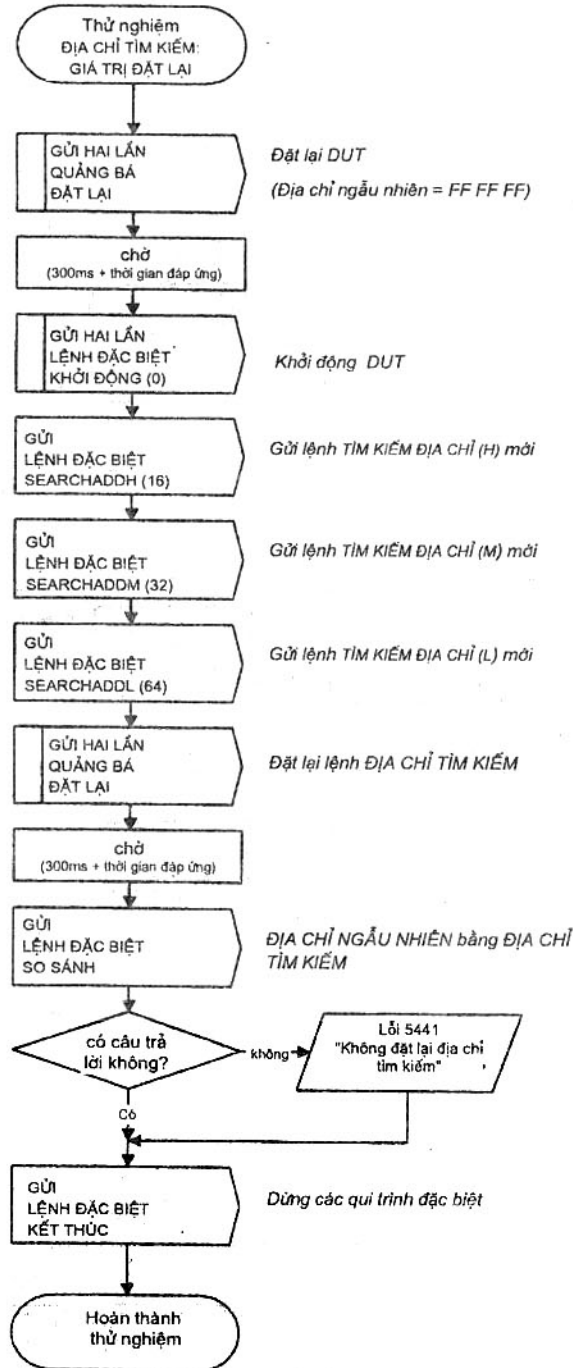 Thử nghiệm
ĐỊA CHỈ TÌM KIẾM:
GIÁ TRỊ ĐẶT LẠI
GỬI HAI LẦN
QUẢNG BÁ
ĐẶT LẠI
Đặt lại DUT
(Địa chỉ ngẫu nhiên = FF FF FF)
chờ
(300ms + thời gian đáp ứng)
GỬI HAI LẦN
LỆNH ĐẶC BIỆT
KHỞI ĐỘNG (0)
Khởi động DUT
GỬI
LỆNH ĐẶC BIỆT
SEARCHADDH (16)
Gửi lệnh TÌM KIẾM ĐỊA CHỈ (H) mới
GỬI
LỆNH ĐẶC BIỆT
SEARCHADDM (32)
Gửi lệnh TÌM KIẾM ĐỊA CHỈ (M) mới
GỬI
LỆNH ĐẶC BIỆT
SEARCHADDL (64)
Gửi lệnh TÌM KIẾM ĐỊA CHỈ (L) mới
GỬI HAI LẦN
QUẢNG BÁ
ĐẶT LẠI
Đặt lại lệnh ĐỊA CHỈ TÌM KIẾM
chờ
(300ms + thời gian đáp ứng)
GỬI
LỆNH ĐẶC BIỆT
SO SÁNH
ĐỊA CHỈ NGẪU NHIÊN bằng ĐỊA CHỈ
TÌM KIẾM
có câu trả
lời không?
không
Lỗi 5441
"Không đặt lại địa chỉ
tìm kiếm"
Có
GỬI
LỆNH ĐẶC BIỆT
KẾT THÚC
Dừng các qui trình đặc biệt
Hoàn thành
thử nghiệm